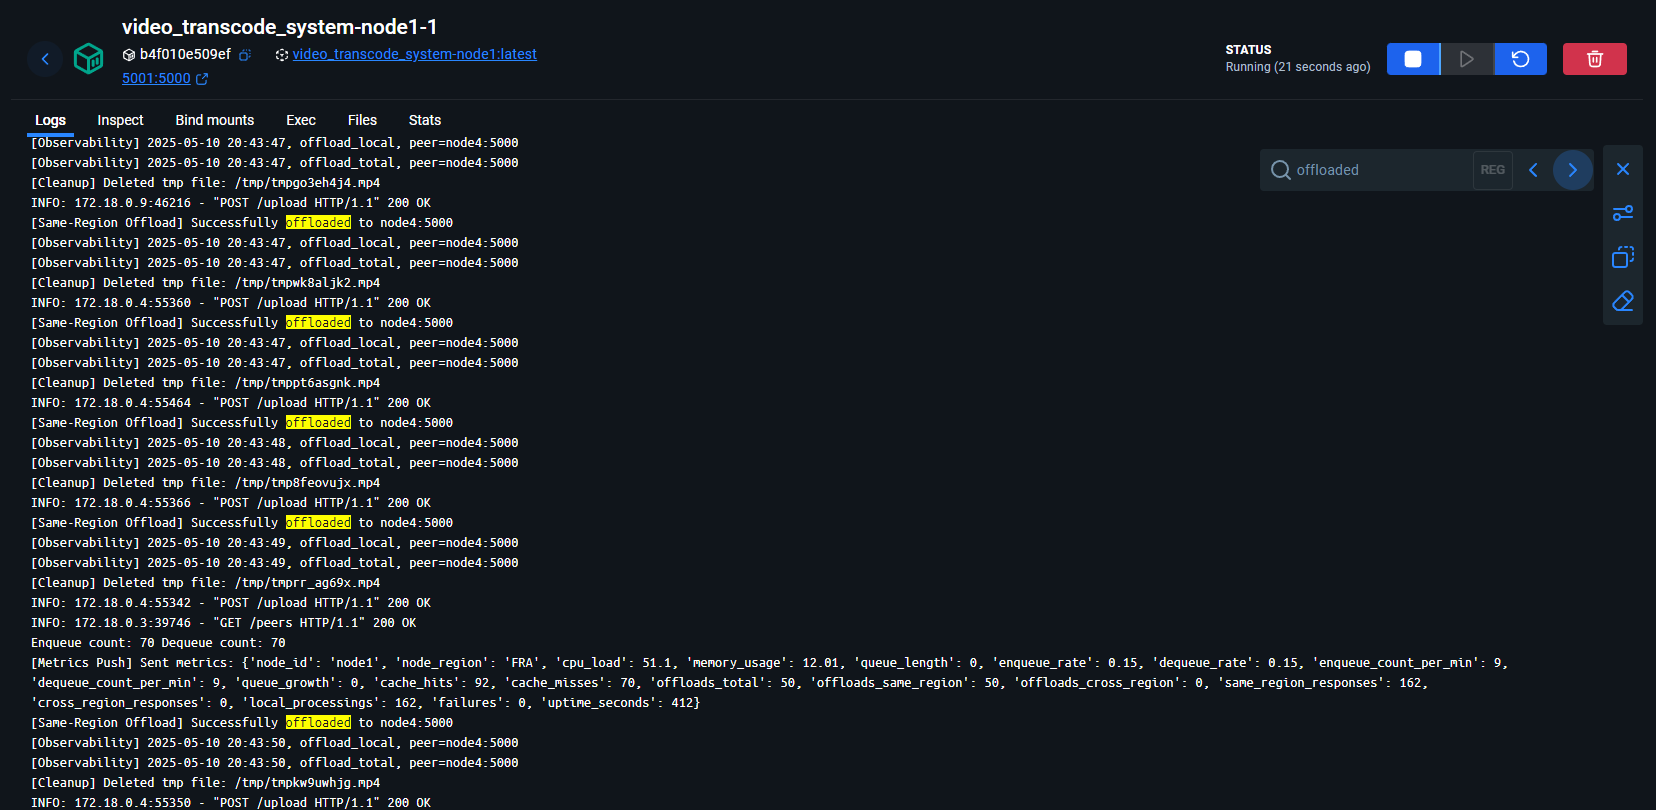 video_transcode_system-node1-1
b4f010e509ef video_transcode_system-node1:latest
5001:5000
STATUS
Running (21 seconds ago)
Logs Inspect Bind mounts Exec Files Stats
offloaded REG
[Observability] 2025-05-10 20:43:47, offload_local, peer=node4:5000
[Observability] 2025-05-10 20:43:47, offload_total, peer=node4:5000
[Cleanup] Deleted tmp file: /tmp/tmpgo3eh4j4.mp4
INFO: 172.18.0.9:46216 - "POST /upload HTTP/1.1" 200 OK
[Same-Region Offload] Successfully offloaded to node4:5000
[Observability] 2025-05-10 20:43:47, offload_local, peer=node4:5000
[Observability] 2025-05-10 20:43:47, offload_total, peer=node4:5000
[Cleanup] Deleted tmp file: /tmp/tmpwk8aljk2.mp4
INFO: 172.18.0.4:55360 - "POST /upload HTTP/1.1" 200 OK
[Same-Region Offload] Successfully offloaded to node4:5000
[Observability] 2025-05-10 20:43:47, offload_local, peer=node4:5000
[Observability] 2025-05-10 20:43:47, offload_total, peer=node4:5000
[Cleanup] Deleted tmp file: /tmp/tmppt6asgnk.mp4
INFO: 172.18.0.4:55464 - "POST /upload HTTP/1.1" 200 OK
[Same-Region Offload] Successfully offloaded to node4:5000
[Observability] 2025-05-10 20:43:48, offload_local, peer=node4:5000
[Observability] 2025-05-10 20:43:48, offload_total, peer=node4:5000
[Cleanup] Deleted tmp file: /tmp/tmp8feovujx.mp4
INFO: 172.18.0.4:55366 - "POST /upload HTTP/1.1" 200 OK
[Same-Region Offload] Successfully offloaded to node4:5000
[Observability] 2025-05-10 20:43:49, offload_local, peer=node4:5000
[Observability] 2025-05-10 20:43:49, offload_total, peer=node4:5000
[Cleanup] Deleted tmp file: /tmp/tmprr_ag69x.mp4
INFO: 172.18.0.4:55342 - "POST /upload HTTP/1.1" 200 OK
INFO: 172.18.0.3:39746 - "GET /peers HTTP/1.1" 200 OK
Enqueue count: 70 Dequeue count: 70
[Metrics Push] Sent metrics: {'node_id': 'node1', 'node_region': 'FRA', 'cpu_load': 51.1, 'memory_usage': 12.01, 'queue_length': 0, 'enqueue_rate': 0.15, 'dequeue_rate': 0.15, 'enqueue_count_per_min': 9,
'dequeue_count_per_min': 9, 'queue_growth': 0, 'cache_hits': 92, 'cache_misses': 70, 'offloads_total': 50, 'offloads_same_region': 50, 'offloads_cross_region': 0, 'same_region_responses': 162,
'cross_region_responses': 0, 'local_processings': 162, 'failures': 0, 'uptime_seconds': 412}
[Same-Region Offload] Successfully offloaded to node4:5000
[Observability] 2025-05-10 20:43:50, offload_local, peer=node4:5000
[Observability] 2025-05-10 20:43:50, offload_total, peer=node4:5000
[Cleanup] Deleted tmp file: /tmp/tmpkw9uwhjg.mp4
INFO: 172.18.0.4:55350 - "POST /upload HTTP/1.1" 200 OK